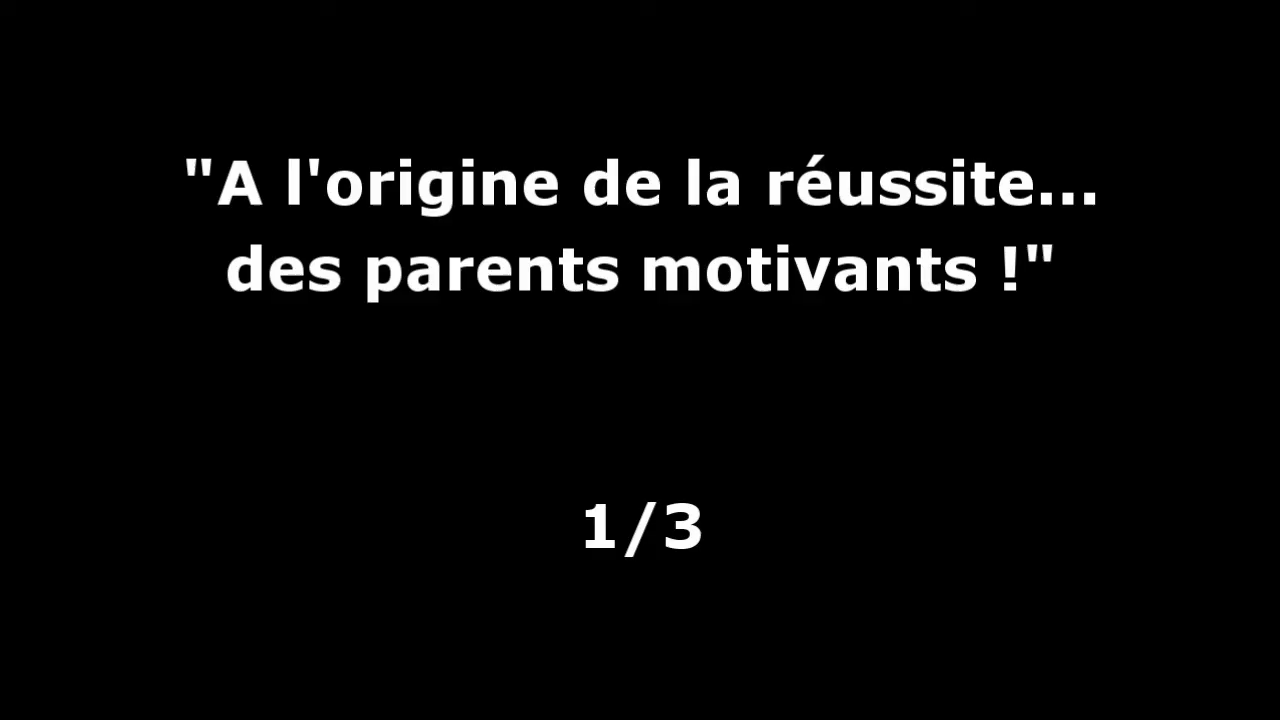 "A l'origine de la réussite...
des parents motivants !"
1/3